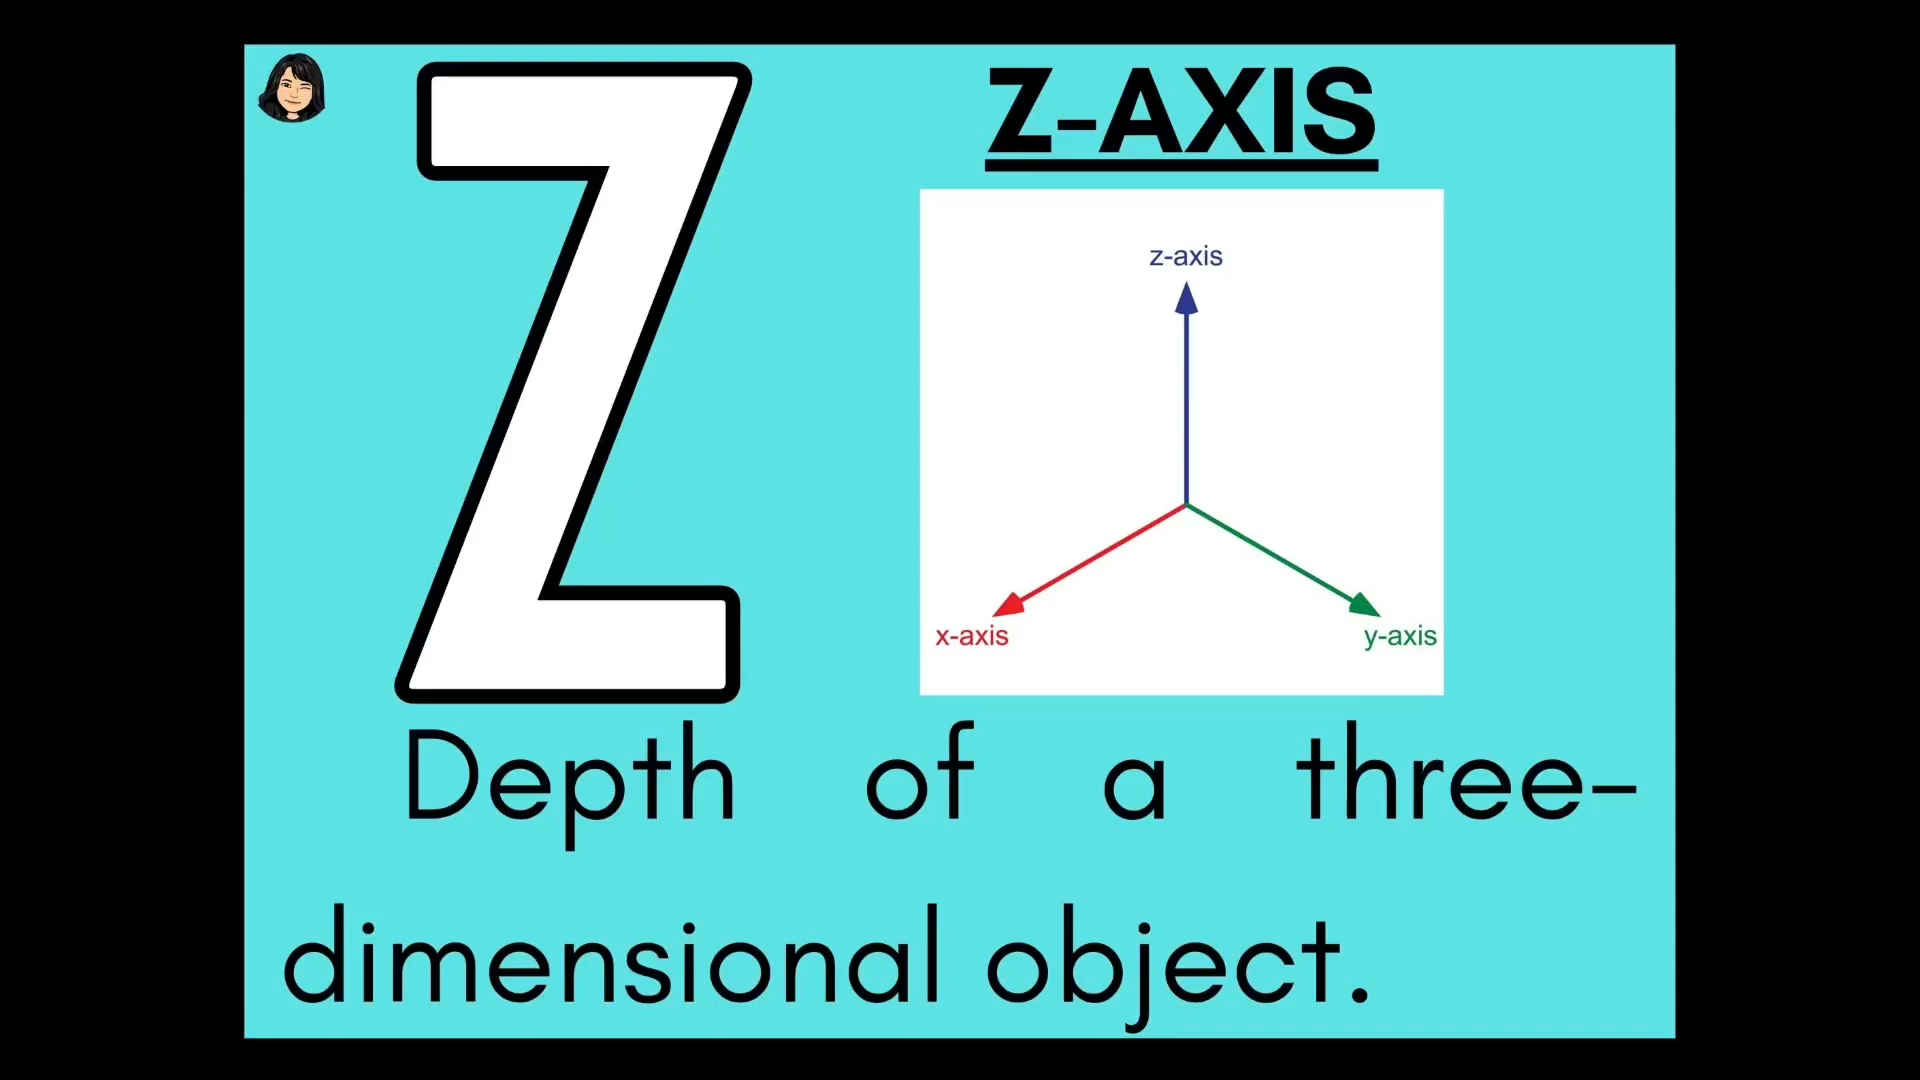 Z
Z-AXIS
z-axis
x-axis
y-axis
Depth of a three-
dimensional object.